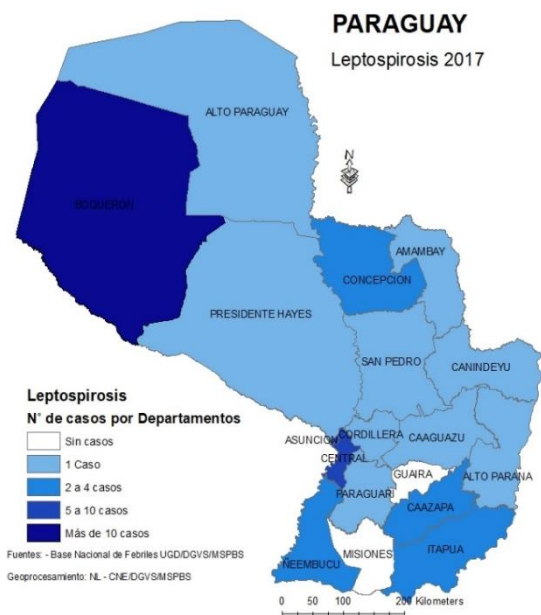 PARAGUAY
Leptospirosis 2017
ALTO PARAGUAY
N
BOQUERON
AMAMBAY
CONCEPCION
PRESIDENTE HAYES
SAN PEDRO
CANINDEYU
Leptospirosis
N° de casos por Departamentos
Sin casos
1 Caso
2 a 4 casos
5 a 10 casos
Más de 10 casos
ASUNCION
CORDILLERA
CAAGUAZU
CENTRAL
GUAIRA
ALTO PARANA
PARAGUARI
CAAZAPA
MISIONES
ITAPUA
ÑEEMBUCU
Fuentes: - Base Nacional de Febriles UGD/DGVS/MSPBS
Geoprocesamiento: NL - CNE/DGVS/MSPBS
0 50 100 200 Kilometers